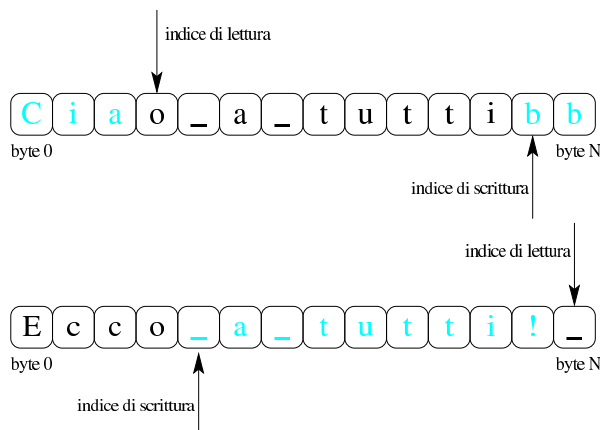 indice di lettura
C i a o _ a _ t u t t i b b
byte 0 byte N
indice di scrittura
indice di lettura
E c c o _ a _ t u t t i ! _
byte 0 byte N
indice di scrittura